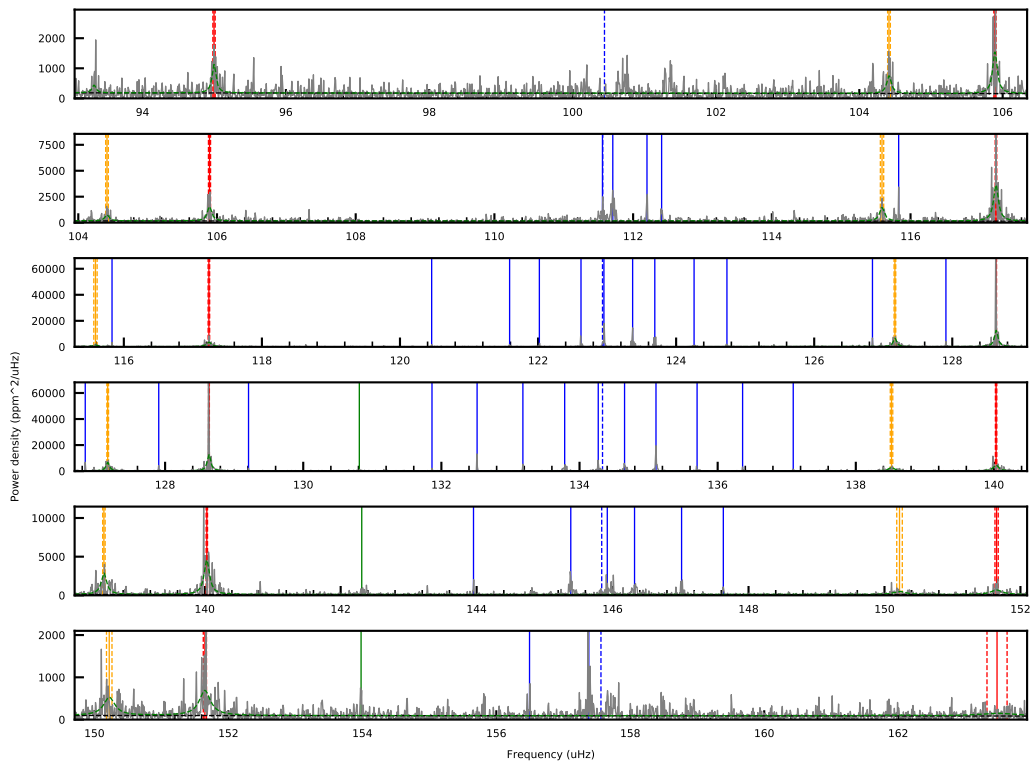 2000
1000
0
94 96 98 100 102 104 106
7500
5000
2500
0
104 106 108 110 112 114 116
60000
40000
20000
0
116 118 120 122 124 126 128
Power density (ppm^2/uHz)
60000
40000
20000
0
128 130 132 134 136 138 140
10000
5000
0
140 142 144 146 148 150 152
2000
1000
0
150 152 154 156 158 160 162
Frequency (uHz)